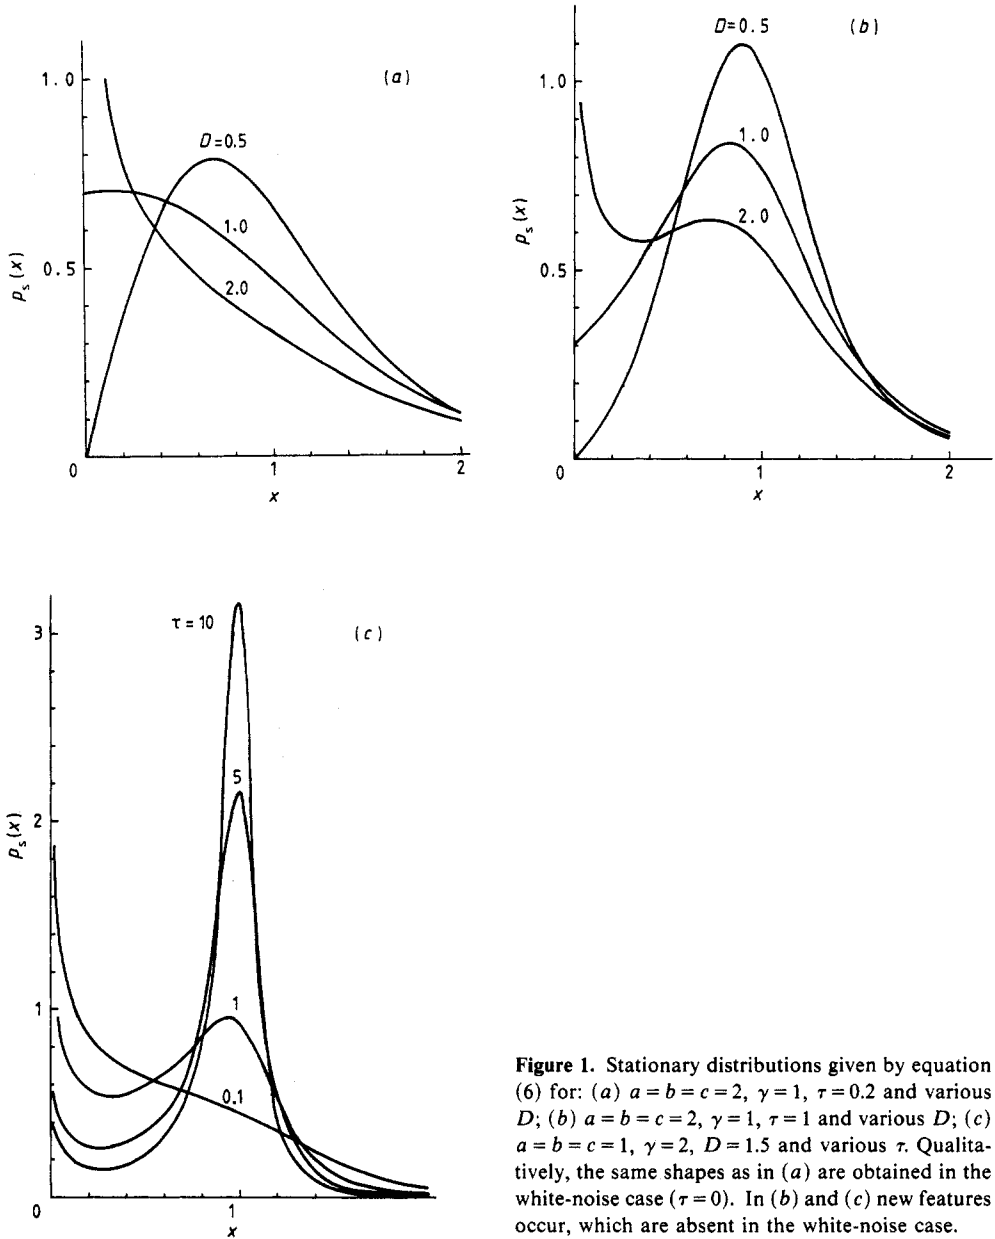 (a)
1.0
D=0.5
1.0
2.0
0.5
p_s(x)
0
1
2
x
D=0.5
(b)
1.0
1.0
2.0
0.5
p_s(x)
0
1
2
x
τ=10
(c)
3
5
2
p_s(x)
1
1
0.1
0
1
x
Figure 1. Stationary distributions given by equation
(6) for: (a) a = b = c = 2, γ = 1, τ = 0.2 and various
D; (b) a = b = c = 2, γ = 1, τ = 1 and various D; (c)
a = b = c = 1, γ = 2, D = 1.5 and various τ. Qualita-
tively, the same shapes as in (a) are obtained in the
white-noise case (τ = 0). In (b) and (c) new features
occur, which are absent in the white-noise case.